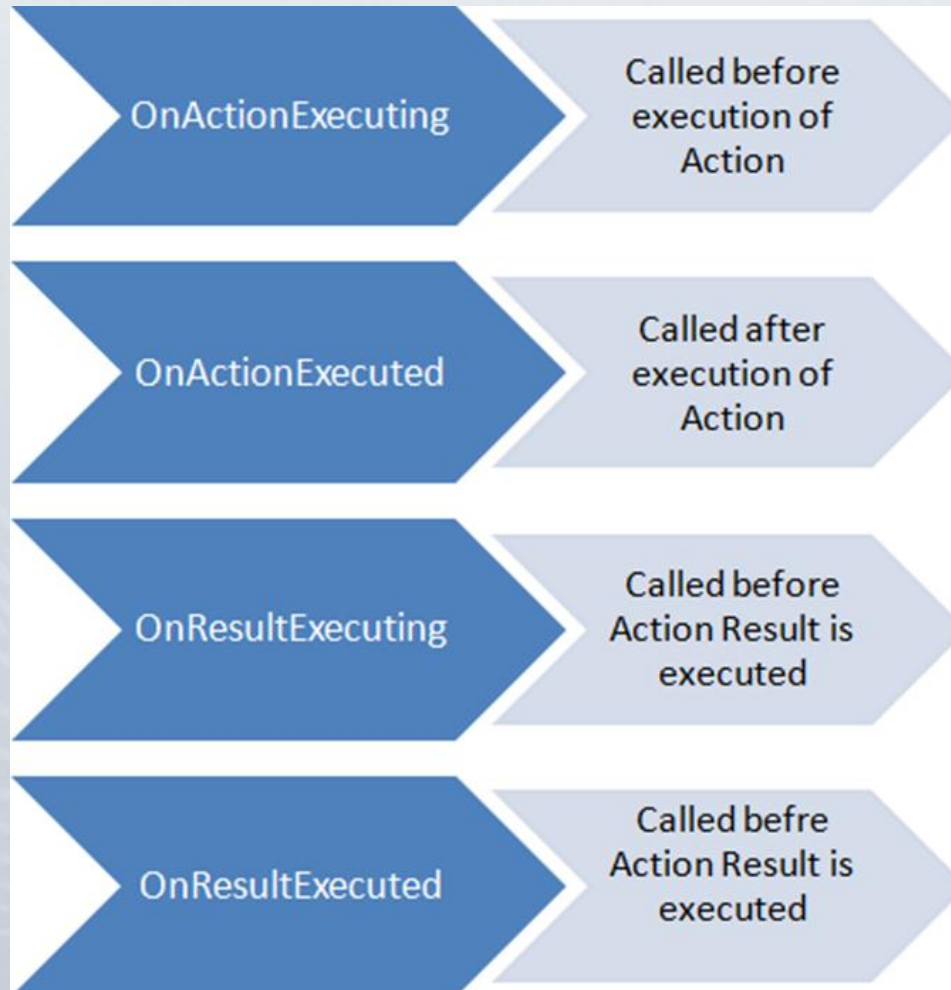 OnActionExecuting
Called before
execution of
Action
OnActionExecuted
Called after
execution of
Action
OnResultExecuting
Called before
Action Result is
executed
OnResultExecuted
Called befre
Action Result is
executed